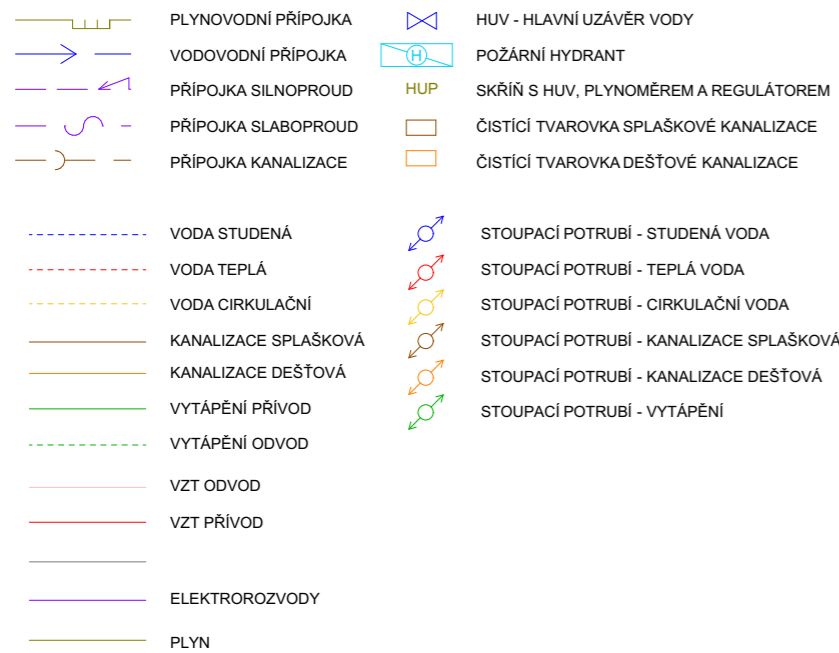 PLYNOVODNÍ PŘÍPOJKA
VODOVODNÍ PŘÍPOJKA
PŘÍPOJKA SILNOPROUD
PŘÍPOJKA SLABOPROUD
PŘÍPOJKA KANALIZACE
HUV - HLAVNÍ UZÁVĚR VODY
H POŽÁRNÍ HYDRANT
HUP SKŘÍŇ S HUV, PLYNOMĚREM A REGULÁTOREM
ČISTÍCÍ TVAROVKA SPLAŠKOVÉ KANALIZACE
ČISTÍCÍ TVAROVKA DEŠŤOVÉ KANALIZACE
VODA STUDENÁ
VODA TEPLÁ
VODA CIRKULAČNÍ
KANALIZACE SPLAŠKOVÁ
KANALIZACE DEŠŤOVÁ
VYTÁPĚNÍ PŘÍVOD
VYTÁPĚNÍ ODVOD
VZT ODVOD
VZT PŘÍVOD
ELEKTROROZVODY
PLYN
STOUPACÍ POTRUBÍ - STUDENÁ VODA
STOUPACÍ POTRUBÍ - TEPLÁ VODA
STOUPACÍ POTRUBÍ - CIRKULAČNÍ VODA
STOUPACÍ POTRUBÍ - KANALIZACE SPLAŠKOVÁ
STOUPACÍ POTRUBÍ - KANALIZACE DEŠŤOVÁ
STOUPACÍ POTRUBÍ - VYTÁPĚNÍ